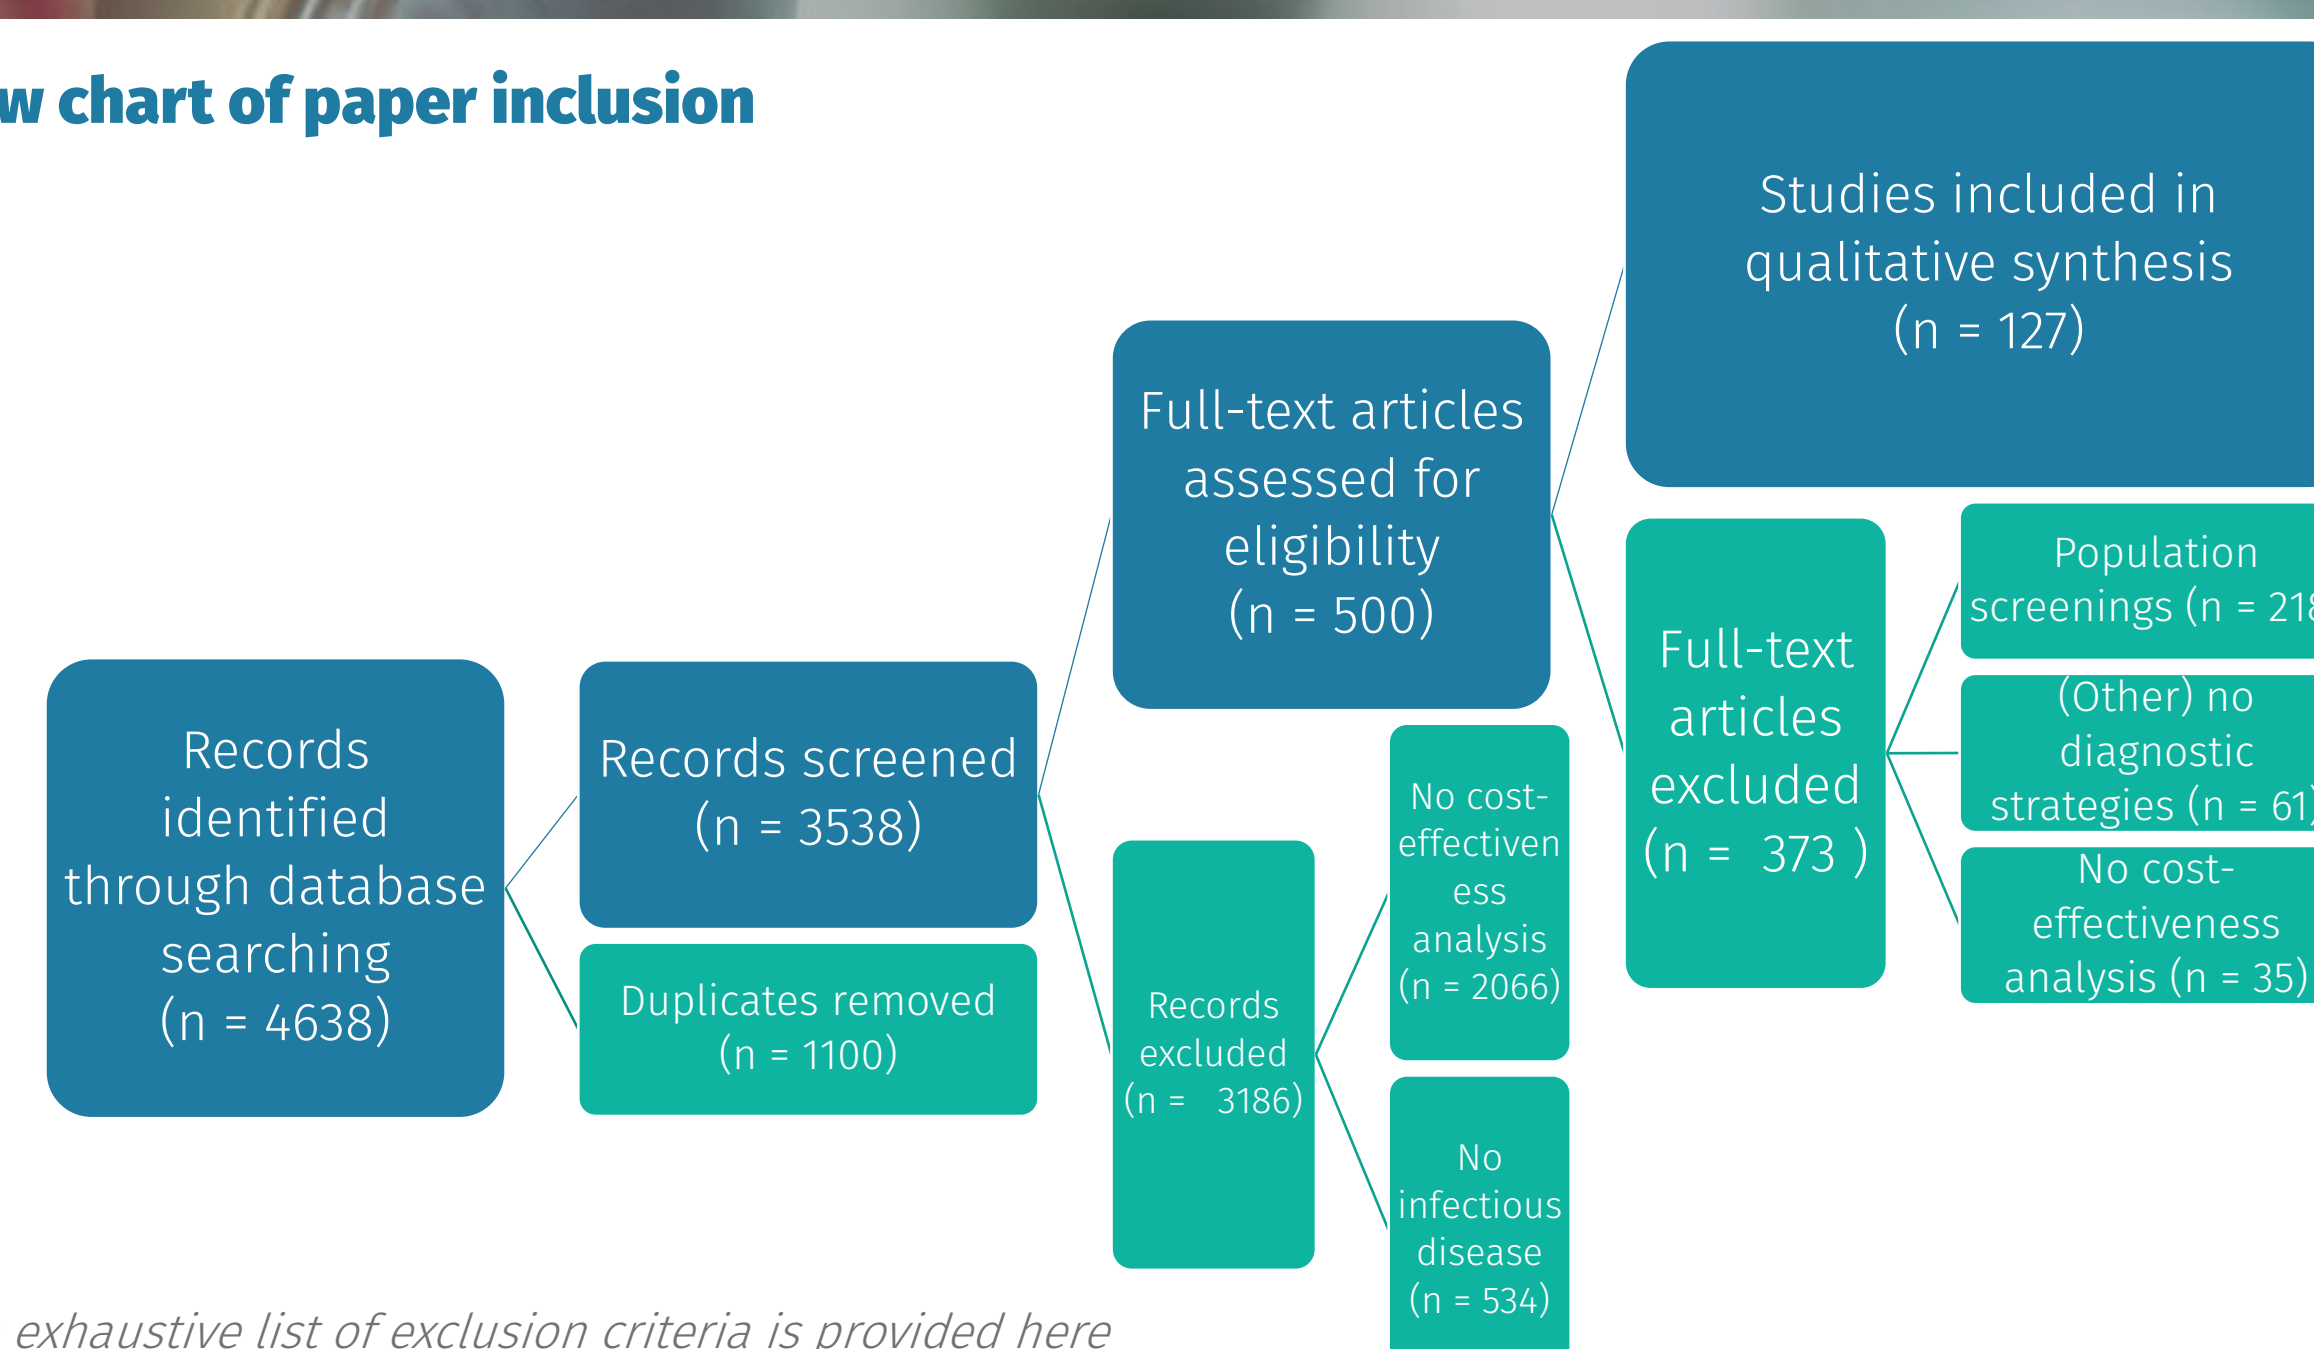 w chart of paper inclusion
Records
identified
through database
searching
(n = 4638)
Records screened
(n = 3538)
Duplicates removed
(n = 1100)
Full-text articles
assessed for
eligibility
(n = 500)
Records
excluded
(n = 3186)
No cost-
effectiven
ess
analysis
(n = 2066)
No
infectious
disease
(n = 534)
Studies included in
qualitative synthesis
(n = 127)
Full-text
articles
excluded
(n = 373 )
Population
screenings (n = 218
(Other) no
diagnostic
strategies (n = 61)
No cost-
effectiveness
analysis (n = 35)
exhaustive list of exclusion criteria is provided here